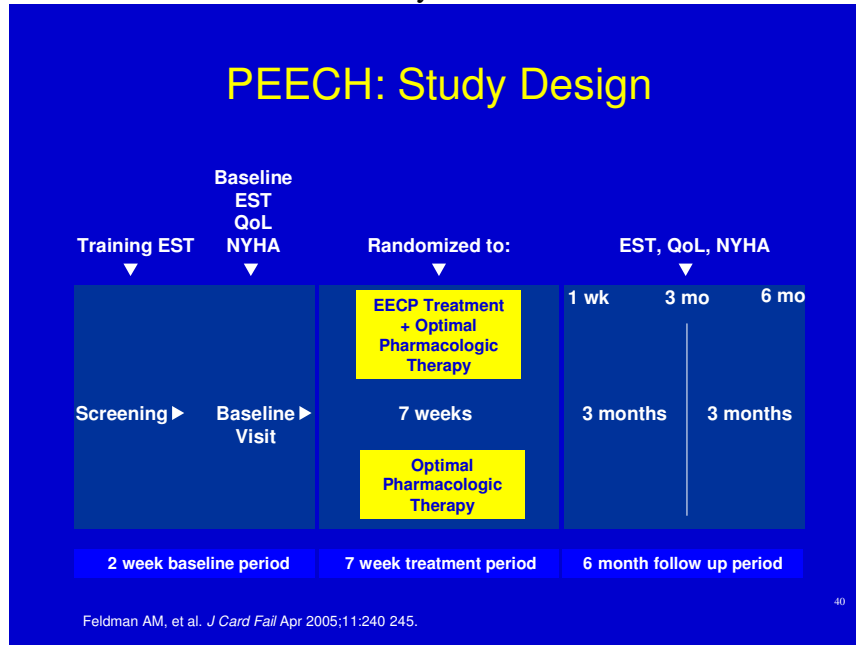 PEECH: Study Design
Baseline
EST
QoL
Training EST NYHA Randomized to: EST, QoL, NYHA
EECP Treatment
+ Optimal
Pharmacologic
Therapy
1 wk 3 mo 6 mo
Screening Baseline
Visit
7 weeks 3 months 3 months
Optimal
Pharmacologic
Therapy
2 week baseline period 7 week treatment period 6 month follow up period
40
Feldman AM, et al. J Card Fail Apr 2005;11:240 245.